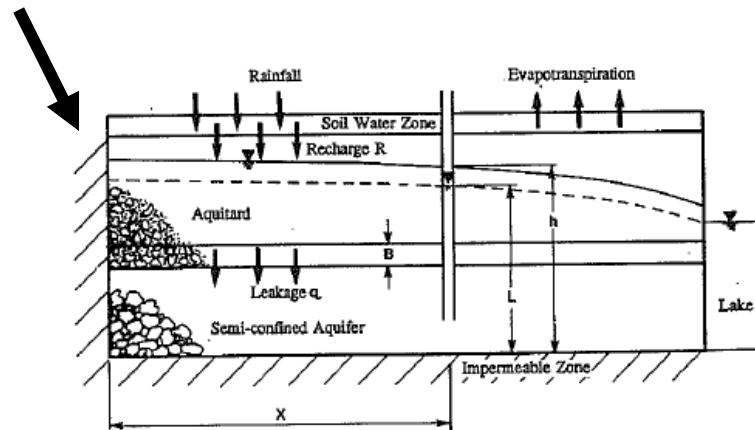 Rainfall
Evapotranspiration
Soil Water Zone
Recharge R
Aquitard
h
B
Leakage q
L
Lake
Semi-confined Aquifer
Impermeable Zone
X